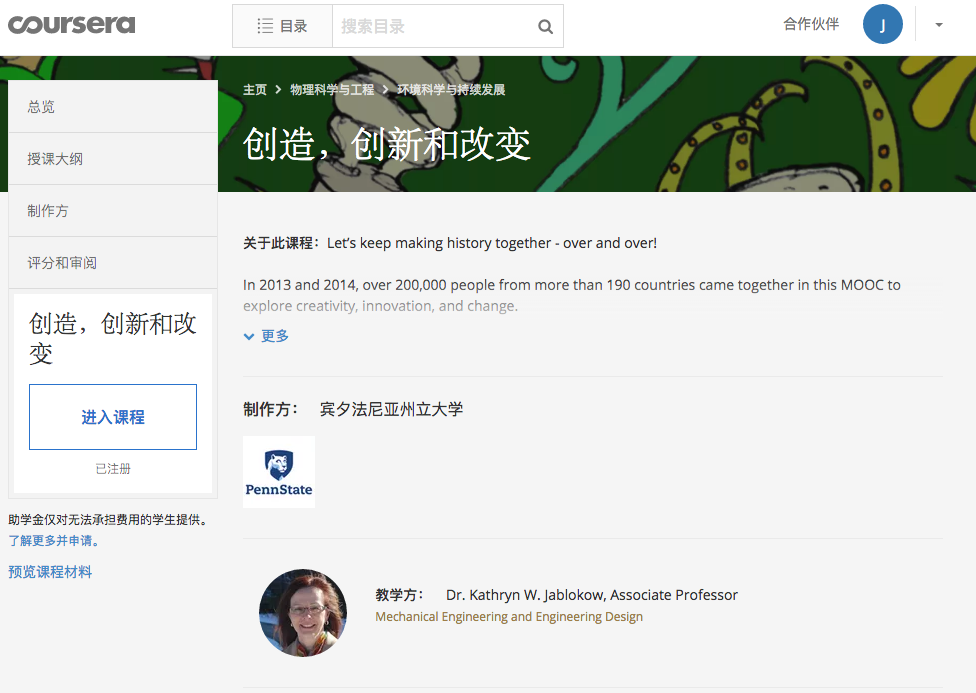 coursera
目录
搜索目录
合作伙伴
J
主页 > 物理科学与工程 > 环境科学与持续发展
创造，创新和改变
总览
授课大纲
制作方
评分和审阅
创造，创新和改
变
进入课程
已注册
助学金仅对无法承担费用的学生提供。
了解更多并申请。
预览课程材料
关于此课程： Let's keep making history together - over and over!
In 2013 and 2014, over 200,000 people from more than 190 countries came together in this MOOC to
explore creativity, innovation, and change.
更多
制作方： 宾夕法尼亚州立大学
PennState
教学方： Dr. Kathryn W. Jablokow, Associate Professor
Mechanical Engineering and Engineering Design